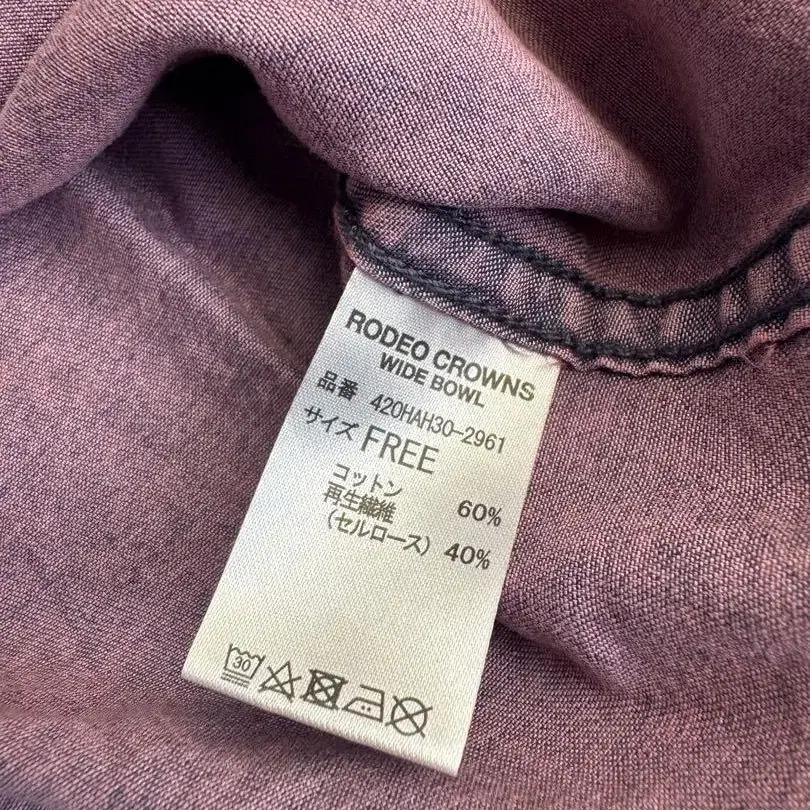 RODEO CROWNS
WIDE BOWL
品番 420HAH30-2961
サイズ FREE
コットン 60%
再生繊維
(セルロース) 40%
30